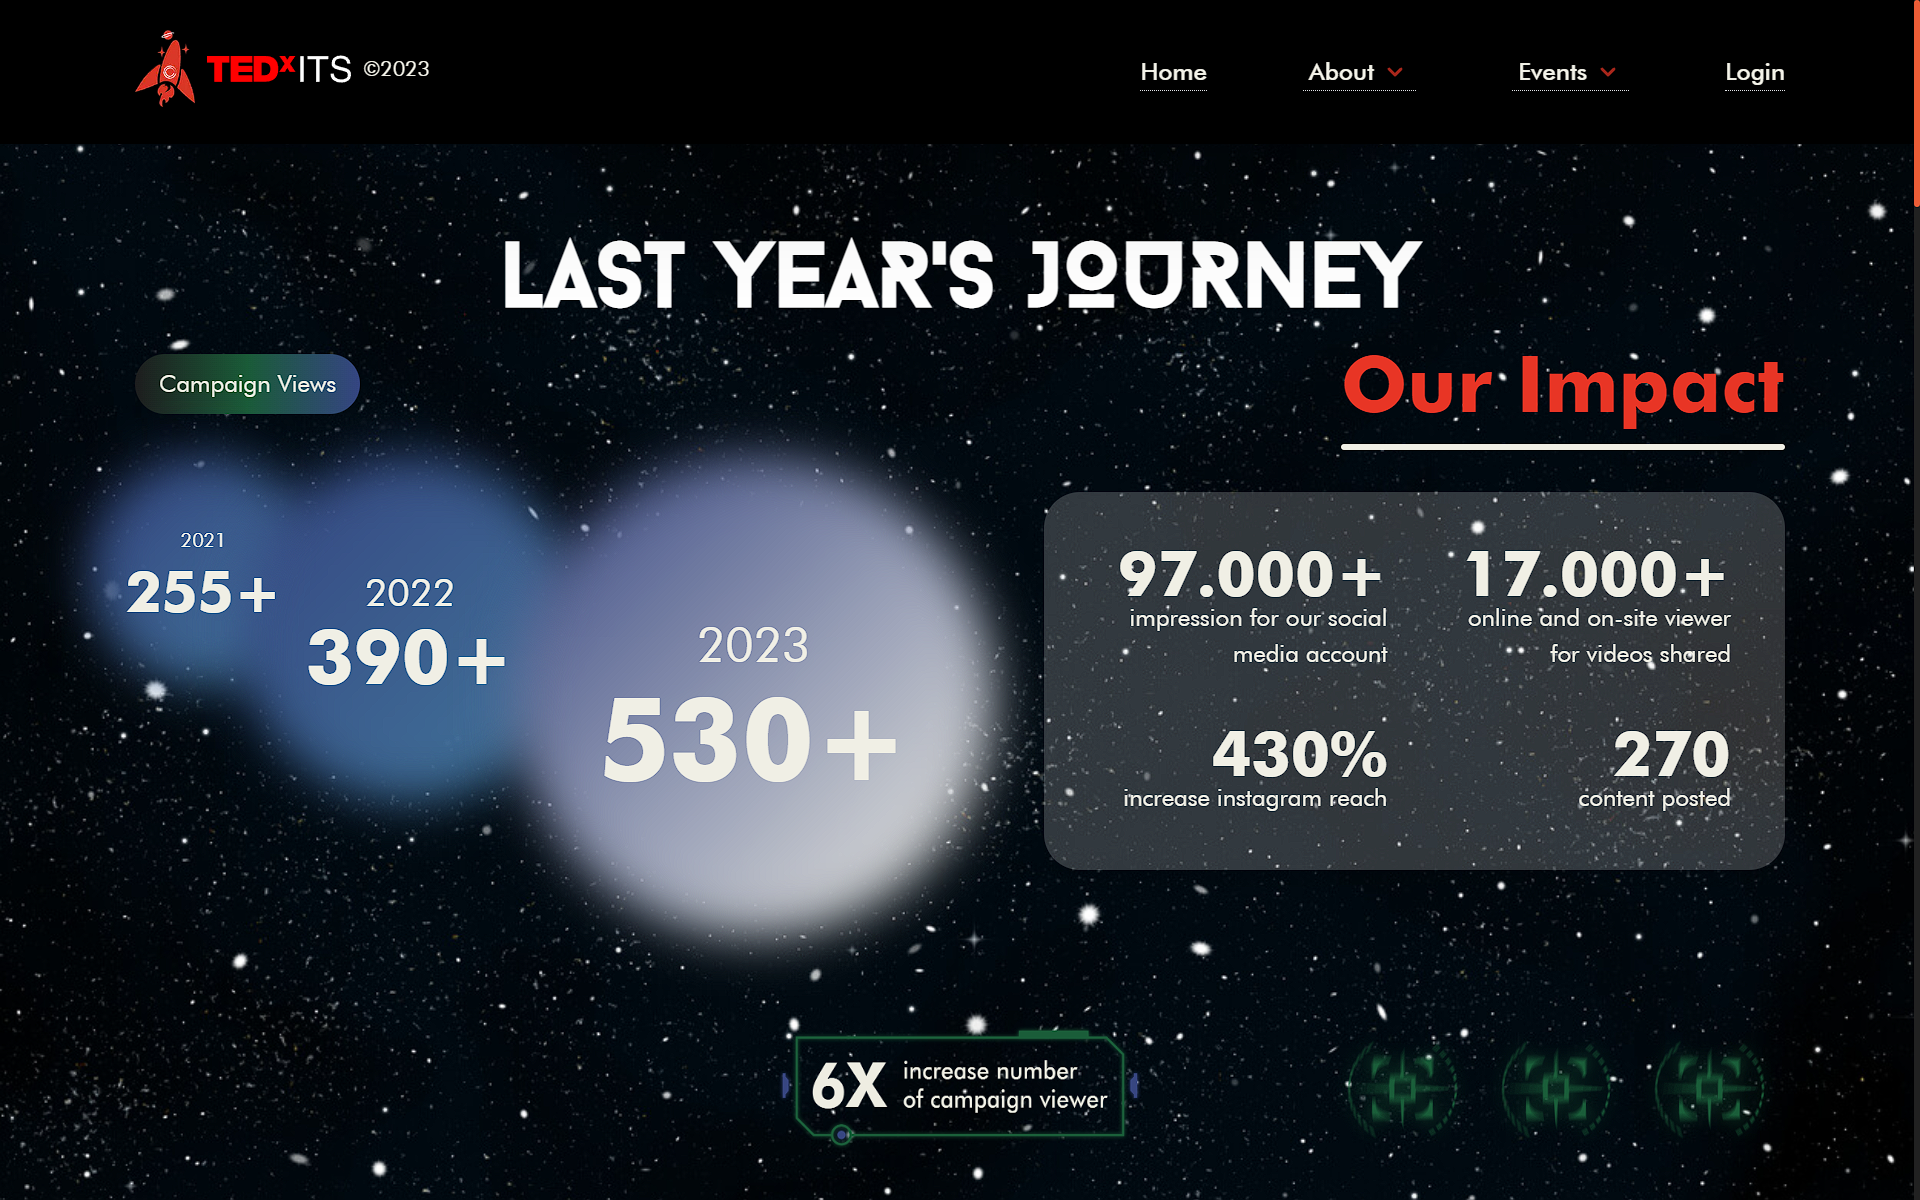 TEDxITS ©2023
Home
About
Events
Login
LAST YEAR'S JOURNEY
Campaign Views
2021
255+
2022
390+
2023
530+
Our Impact
97.000+
impression for our social
media account
17.000+
online and on-site viewer
for videos shared
430%
increase instagram reach
270
content posted
6X
increase number
of campaign viewer